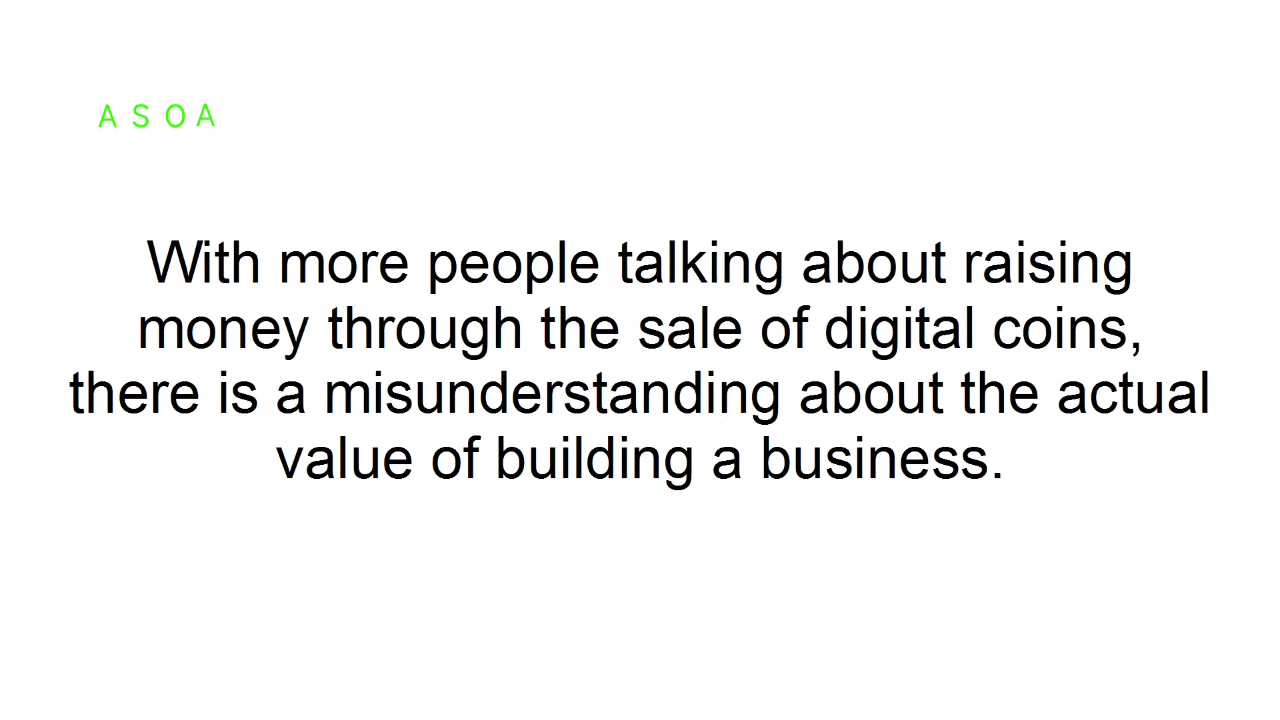 A S O A
With more people talking about raising
money through the sale of digital coins,
there is a misunderstanding about the actual
value of building a business.